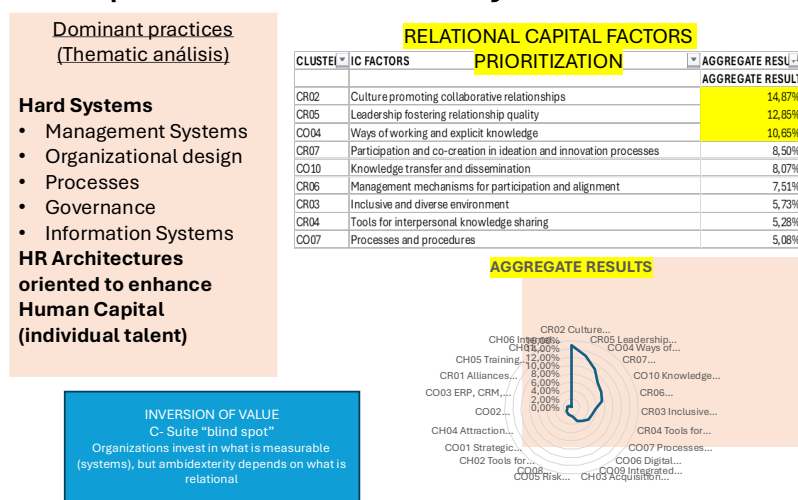 Dominant practices
(Thematic análisis)
Hard Systems
• Management Systems
• Organizational design
• Processes
• Governance
• Information Systems
HR Architectures
oriented to enhance
Human Capital
(individual talent)
INVERSION OF VALUE
C- Suite “blind spot”
Organizations invest in what is measurable
(systems), but ambidexterity depends on what is
relational
RELATIONAL CAPITAL FACTORS
PRIORITIZATION
IC FACTORS AGGREGATE
AGGREGATE RESULT
CR02 Culture promoting collaborative relationships 14,87%
CR05 Leadership fostering relationship quality 12,85%
CO04 Ways of working and explicit knowledge 10,65%
CR07 Participation and co-creation in ideation and innovation processes 8,50%
CO10 Knowledge transfer and dissemination 8,07%
CR06 Management mechanisms for participation and alignment 7,51%
CR03 Inclusive and diverse environment 5,73%
CR04 Tools for interpersonal knowledge sharing 5,28%
CO07 Processes and procedures 5,08%
AGGREGATE RESULTS
CR02 Culture...
CR05 Leadership...
CO04 Ways of...
CR07...
CO10 Knowledge...
CR06...
CR03 Inclusive...
CR04 Tools for...
CO07 Processes...
CO06 Digital...
CO09 Integrated...
CH03 Acquisition...
CO05 Risk...
CO08...
CH02 Tools for...
CO01 Strategic...
CH04 Attraction...
CO02...
CO03 ERP, CRM,...
CR01 Alliances...
CH05 Training...
CH06
14,00%
12,00%
10,00%
8,00%
6,00%
4,00%
2,00%
0,00%